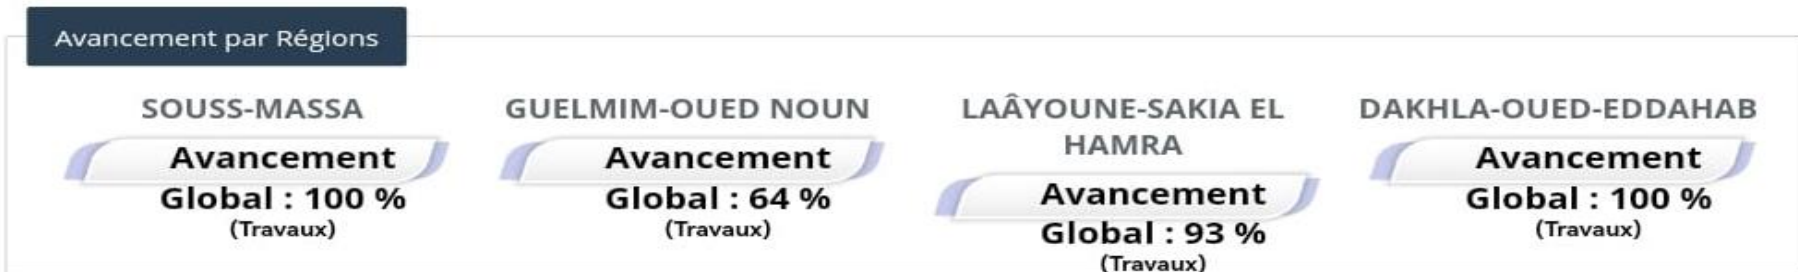 Avancement par Régions
SOUSS-MASSA
Avancement
Global : 100 %
(Travaux)
GUELMIM-OUED NOUN
Avancement
Global : 64 %
(Travaux)
LAÂYOUNE-SAKIA EL
HAMRA
Avancement
Global : 93 %
(Travaux)
DAKHLA-OUED-EDDAHAB
Avancement
Global : 100 %
(Travaux)